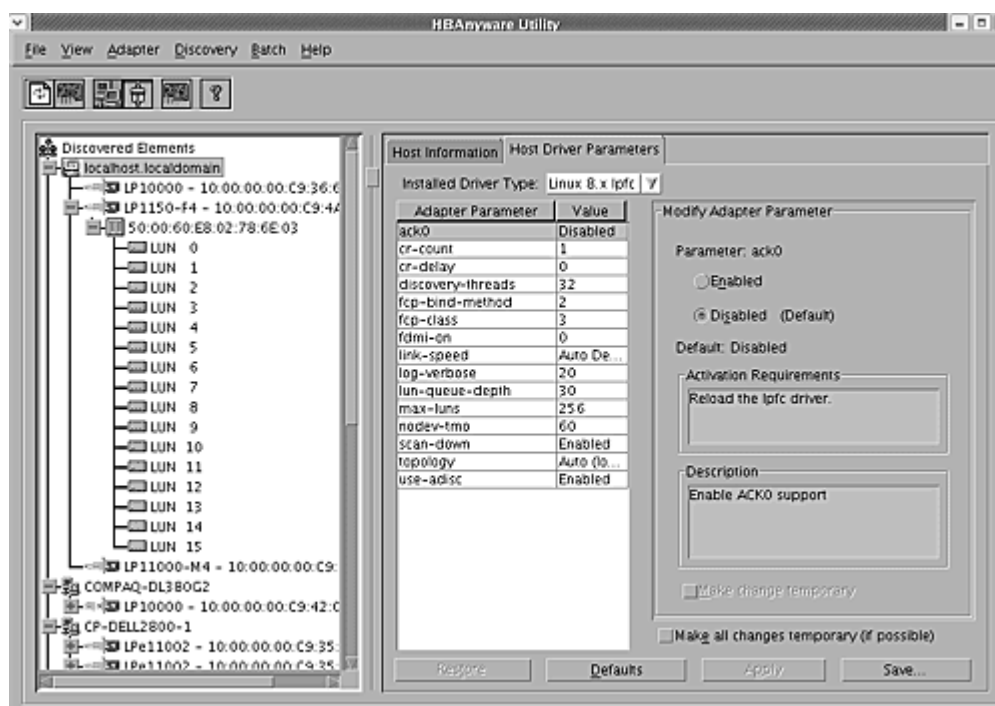 HBAnyware Utility
File View Adapter Discovery Batch Help
Discovered Elements
localhost.localdomain
LP10000 - 10:00:00:00:C9:36:6
LP1150-F4 - 10:00:00:00:C9:4A
50:00:60:E8:02:78:6E:03
LUN 0
LUN 1
LUN 2
LUN 3
LUN 4
LUN 5
LUN 6
LUN 7
LUN 8
LUN 9
LUN 10
LUN 11
LUN 12
LUN 13
LUN 14
LUN 15
LP11000-M4 - 10:00:00:00:C9:
COMPAQ-DL380G2
LP10000 - 10:00:00:00:C9:42:C
CP-DELL2800-1
LPe11002 - 10:00:00:00:C9:35:
LPe11002 - 10:00:00:00:C9:35:
Host Information Host Driver Parameters
Installed Driver Type: Linux 8.x lpfc
Adapter Parameter Value
ack0 Disabled
cr-count 1
cr-delay 0
discovery-threads 32
fcp-bind-method 2
fcp-class 3
fdmi-on 0
link-speed Auto De...
log-verbose 20
lun-queue-depth 30
max-luns 256
nodev-tmo 60
scan-down Enabled
topology Auto (lo...
use-adisc Enabled
Modify Adapter Parameter
Parameter: ack0
Enabled
Disabled (Default)
Default: Disabled
Activation Requirements
Reload the lpfc driver.
Description
Enable ACK0 support
Make change temporary
Make all changes temporary (if possible)
Restore Defaults Apply Save...